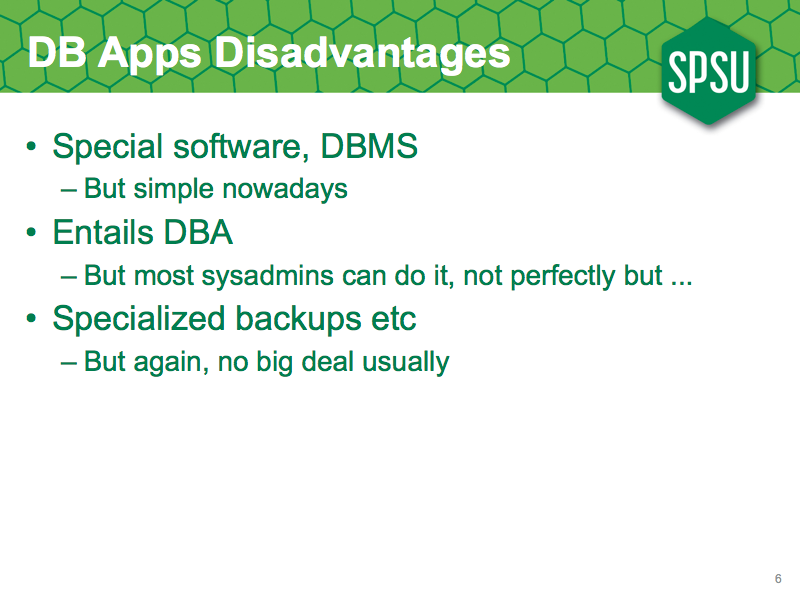 DB Apps Disadvantages
SPSU
• Special software, DBMS
– But simple nowadays
• Entails DBA
– But most sysadmins can do it, not perfectly but ...
• Specialized backups etc
– But again, no big deal usually
6